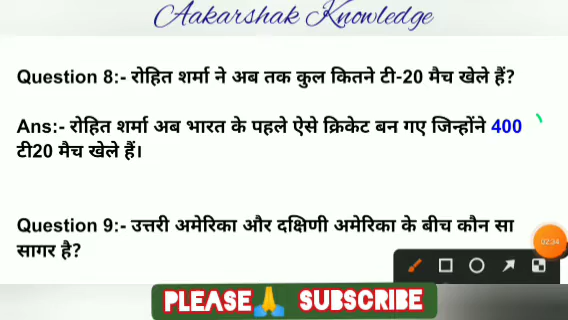 Aakarshak Knowledge
Question 8:- रोहित शर्मा ने अब तक कुल कितने टी-20 मैच खेले हैं?
Ans:- रोहित शर्मा अब भारत के पहले ऐसे क्रिकेट बन गए जिन्होंने 400
टी20 मैच खेले हैं।
Question 9:- उत्तरी अमेरिका और दक्षिणी अमेरिका के बीच कौन सा
सागर है?
02:34
PLEASE🙏 SUBSCRIBE